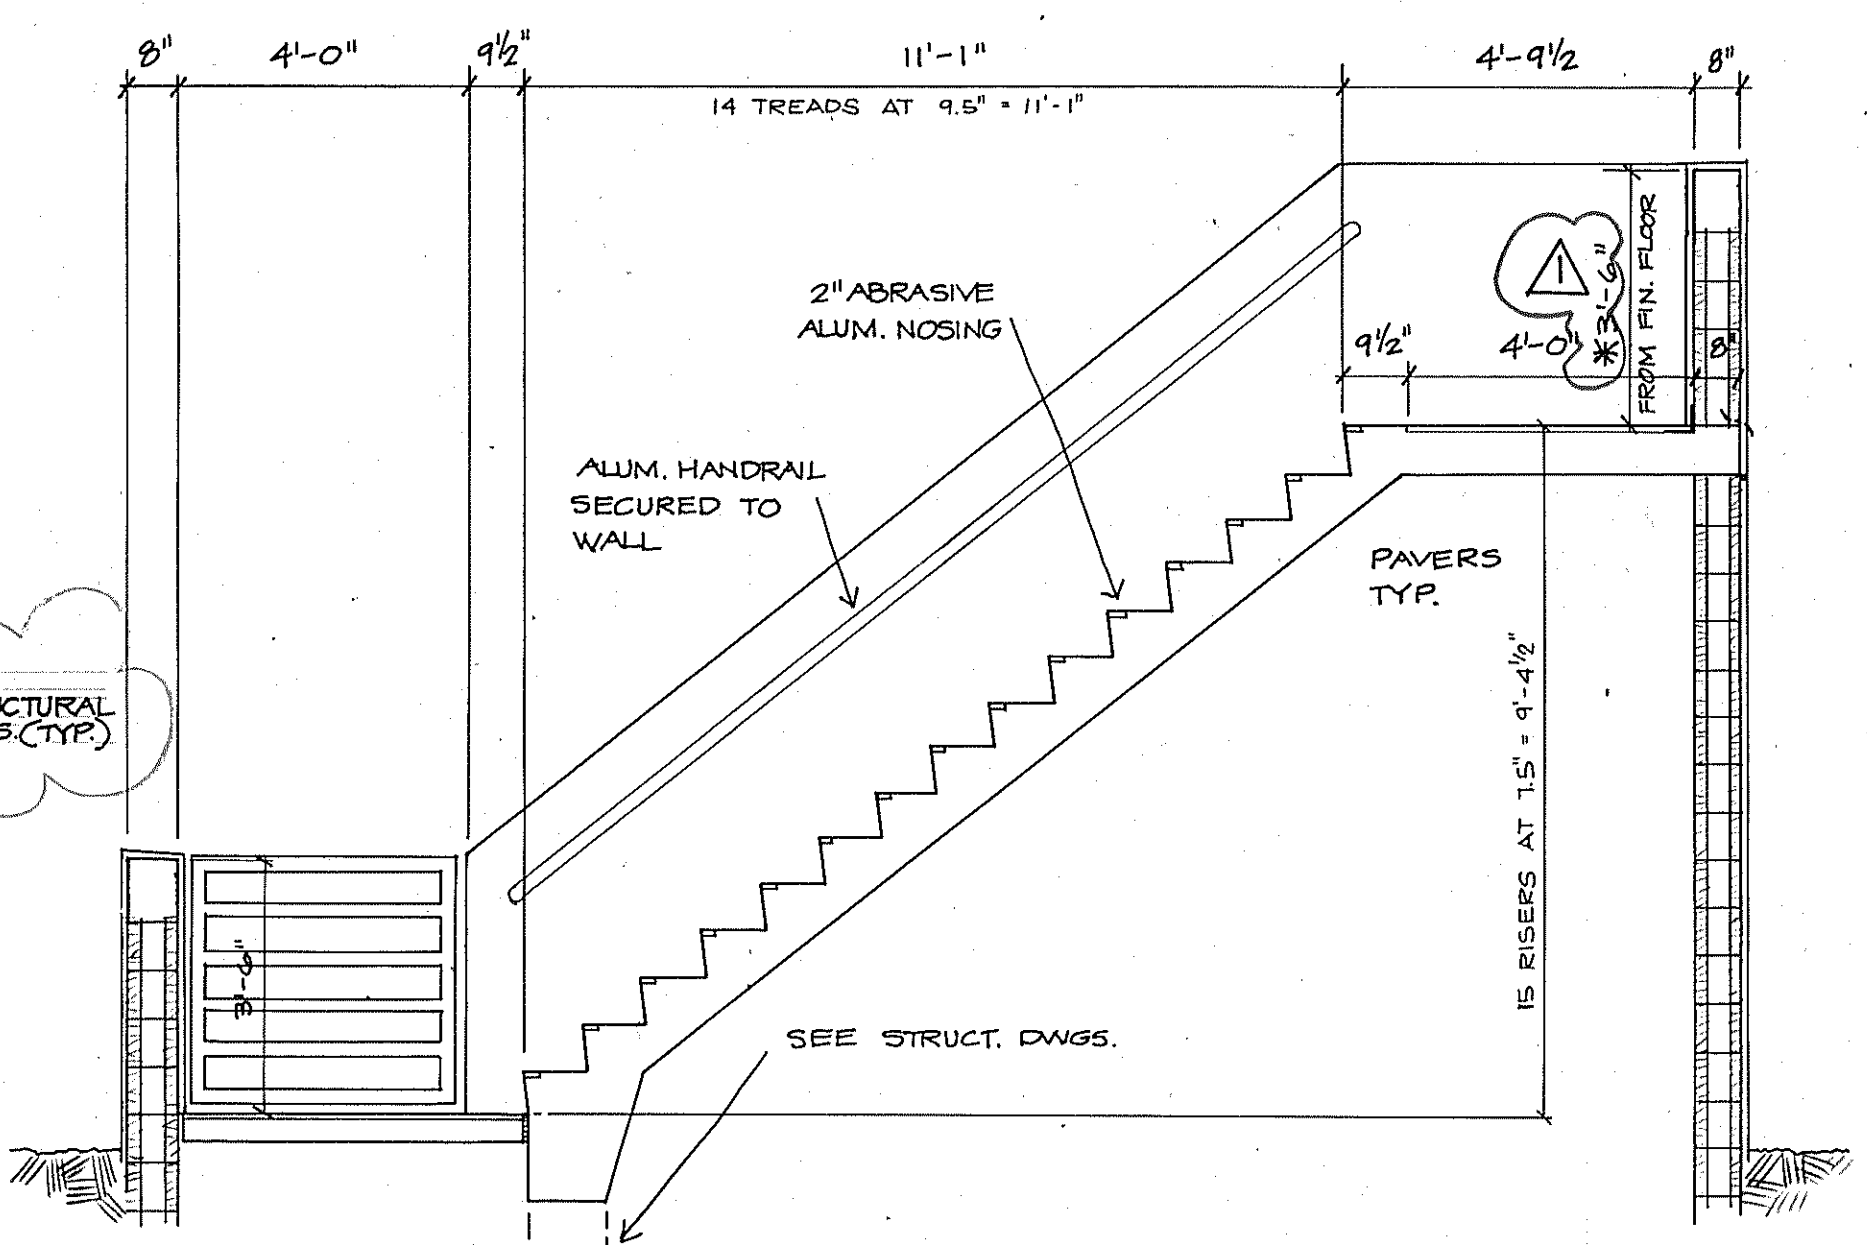 8" 4'-0" 9½" 11'-1" 4'-9½ 8"
14 TREADS AT 9.5" = 11'-1"
2" ABRASIVE
ALUM. NOSING
1
*3'-6"
FROM FIN. FLOOR
9½" 4'-0" 8"
ALUM. HANDRAIL
SECURED TO
WALL
PAVERS
TYP.
15 RISERS AT 7.5" = 9'-4½"
CTURAL
S.(TYP.)
3'-6"
SEE STRUCT. DWGS.